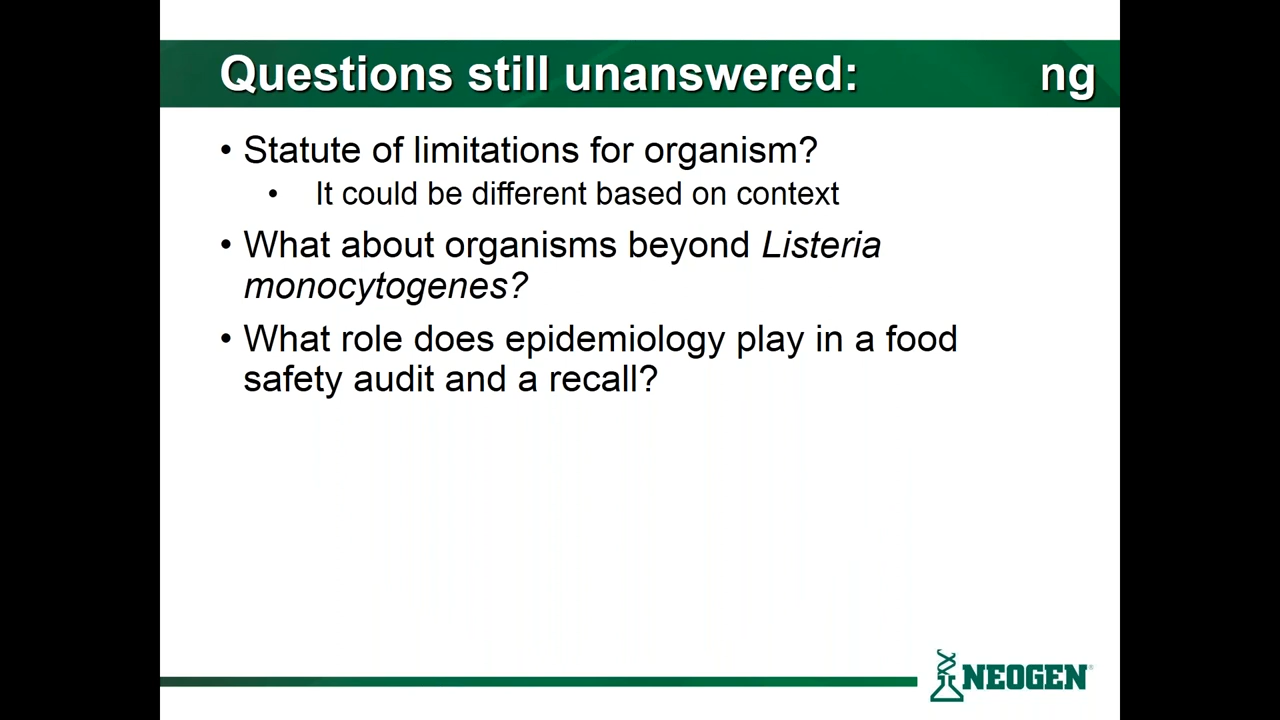 Questions still unanswered: ng
• Statute of limitations for organism?
• It could be different based on context
• What about organisms beyond Listeria
monocytogenes?
• What role does epidemiology play in a food
safety audit and a recall?
NEOGEN®